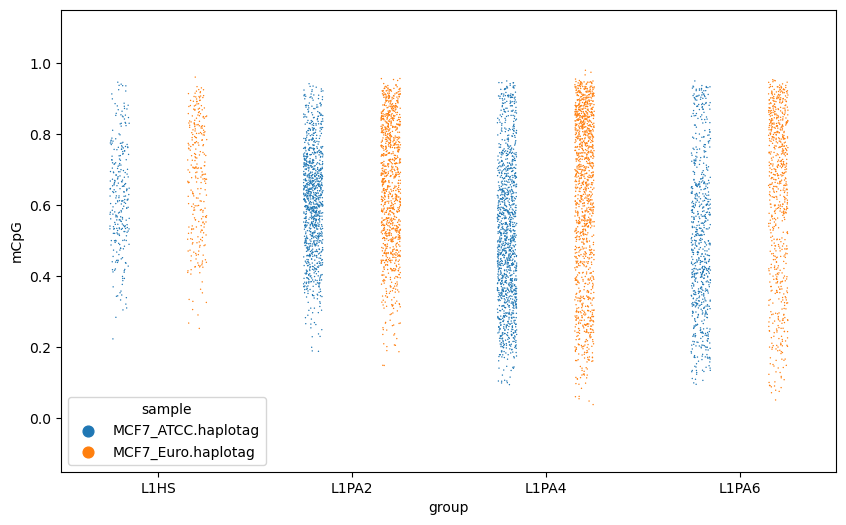 1.0
0.8
0.6
0.4
0.2
0.0
mCpG
sample
MCF7_ATCC.haplotag
MCF7_Euro.haplotag
L1HS L1PA2 L1PA4 L1PA6
group